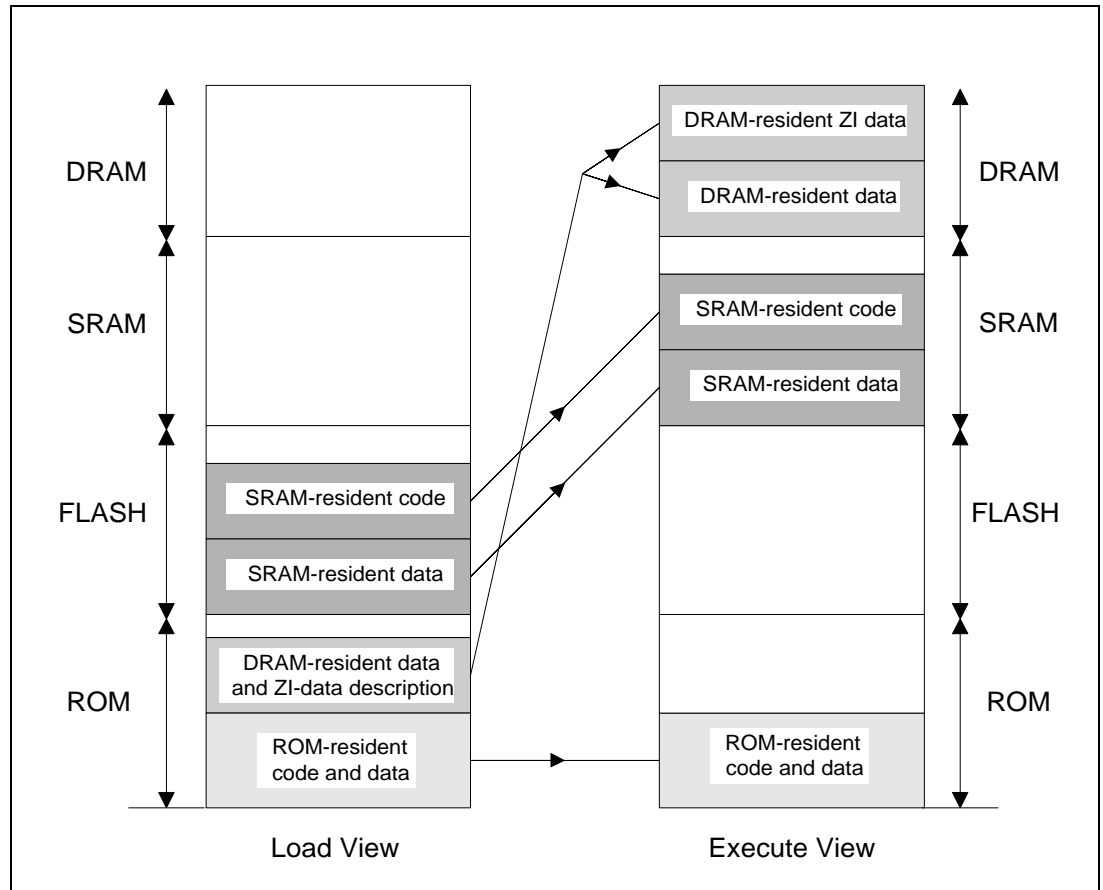 DRAM
SRAM
FLASH
ROM
SRAM-resident code
SRAM-resident data
DRAM-resident data
and ZI-data description
ROM-resident
code and data
Load View
DRAM-resident ZI data
DRAM-resident data
SRAM-resident code
SRAM-resident data
ROM-resident
code and data
Execute View
DRAM
SRAM
FLASH
ROM